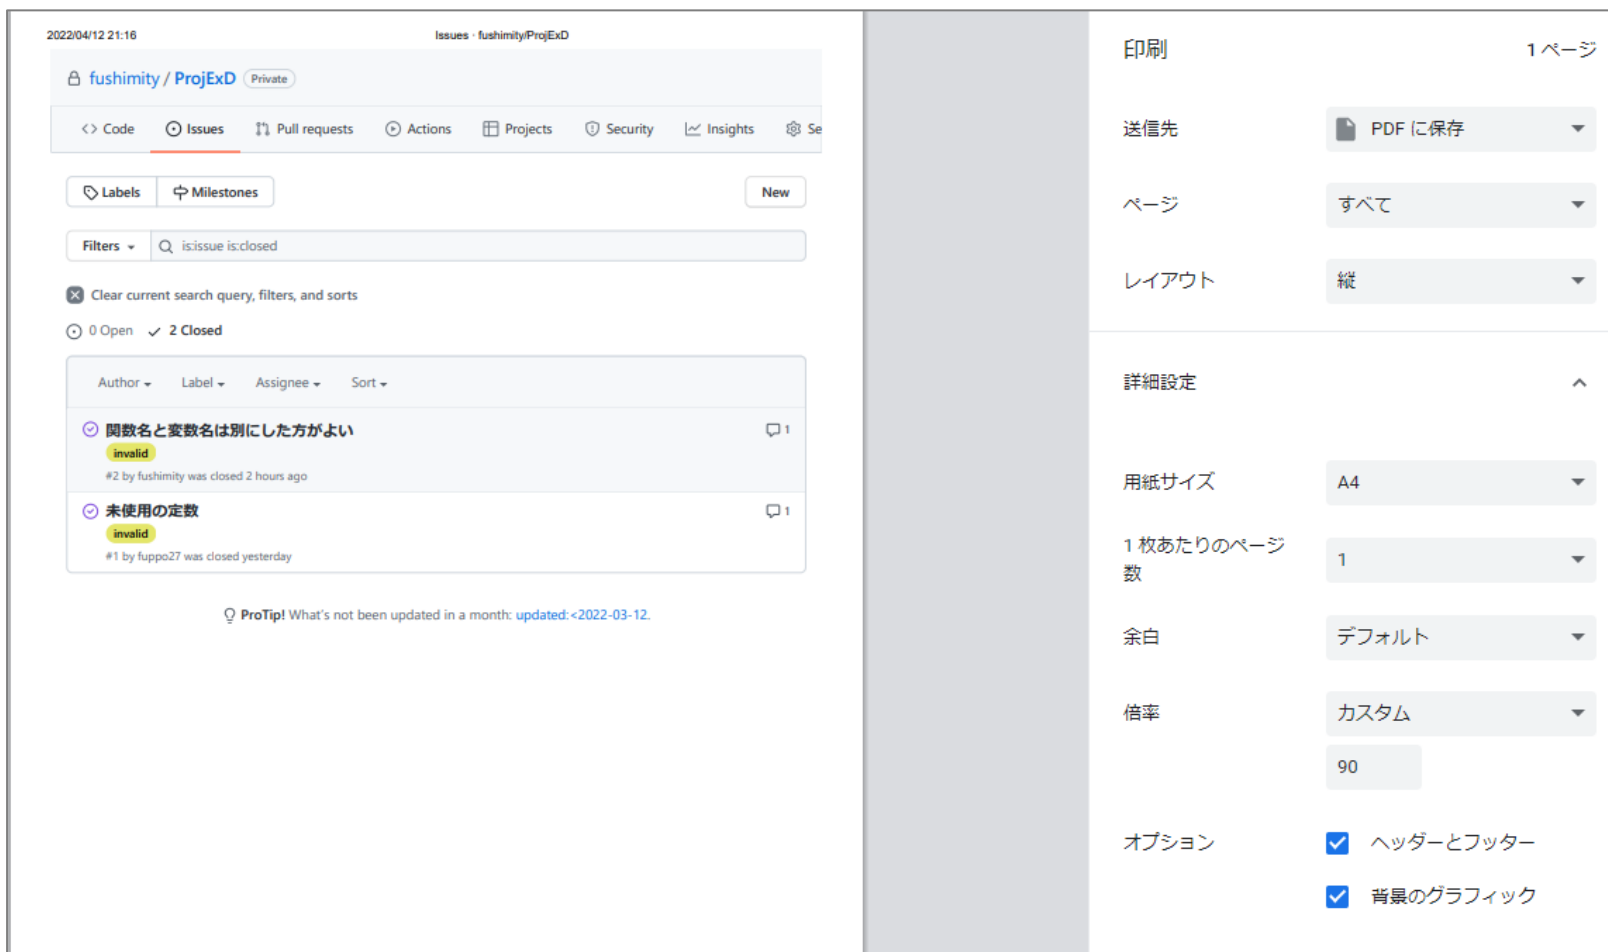 2022/04/12 21:16
Issues · fushimity/ProjExD
fushimity / ProjExD Private
Code Issues Pull requests Actions Projects Security Insights Se
Labels Milestones New
Filters is:issue is:closed
Clear current search query, filters, and sorts
0 Open 2 Closed
Author Label Assignee Sort
関数名と変数名は別にした方がよい 1
invalid
#2 by fushimity was closed 2 hours ago
未使用の定数 1
invalid
#1 by fuppo27 was closed yesterday
ProTip! What's not been updated in a month: updated:<2022-03-12.
印刷 1 ページ
送信先 PDF に保存
ページ すべて
レイアウト 縦
詳細設定
用紙サイズ A4
1 枚あたりのページ
数
1
余白 デフォルト
倍率 カスタム
90
オプション ヘッダーとフッター
背景のグラフィック